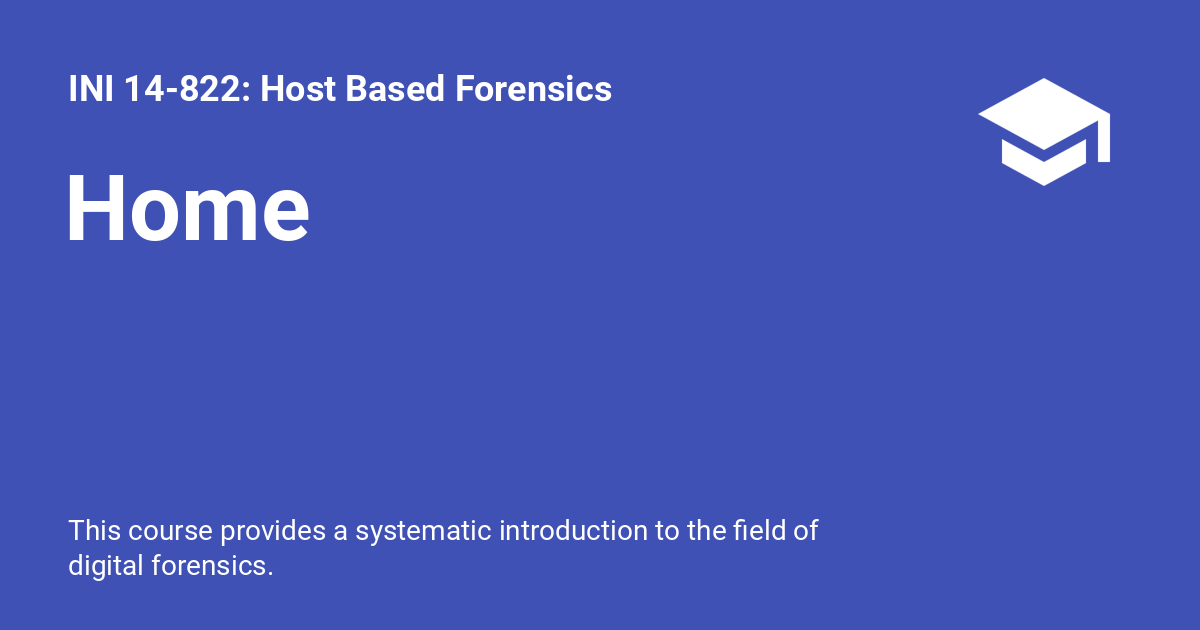 INI 14-822: Host Based Forensics
Home
This course provides a systematic introduction to the field of
digital forensics.